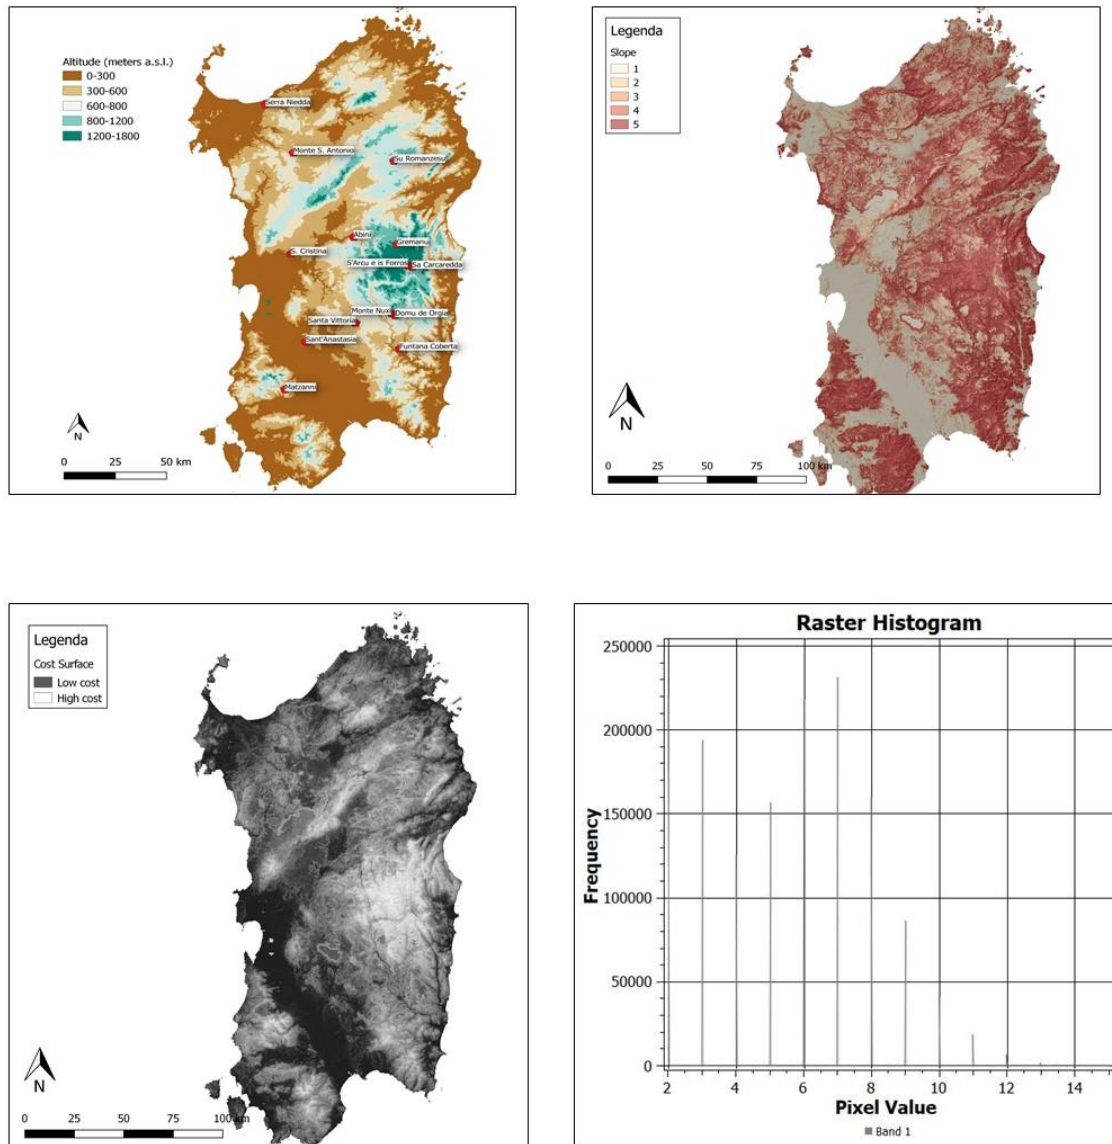 Altitude (meters a.s.l.)
0-300
300-600
600-800
800-1200
1200-1800
Serra Niedda
Monte S. Antonio
Su Romanzesu
Abini
Gremanu
S. Cristina
S'Arcu e is Forros
Sa Carcaredda
Monte Nuxi
Domu de Orgia
Santa Vittoria
Sant'Anastasia
Funtana Coberta
Matzanni
N
0 25 50 km
Legenda
Slope
1
2
3
4
5
N
0 25 50 75 100 km
Legenda
Cost Surface
Low cost
High cost
N
0 25 50 75 100 km
Raster Histogram
250000
200000
150000
100000
50000
0
Frequency
2 4 6 8 10 12 14
Pixel Value
Band 1